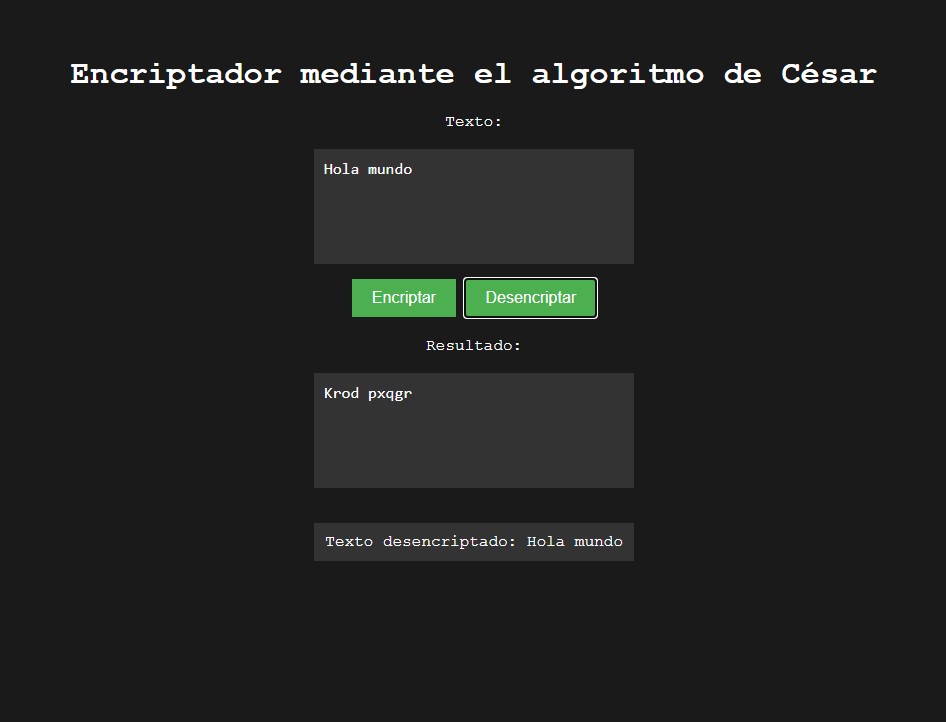 Encriptador mediante el algoritmo de César
Texto:
Hola mundo
Encriptar Desencriptar
Resultado:
Krod pxqgr
Texto desencriptado: Hola mundo